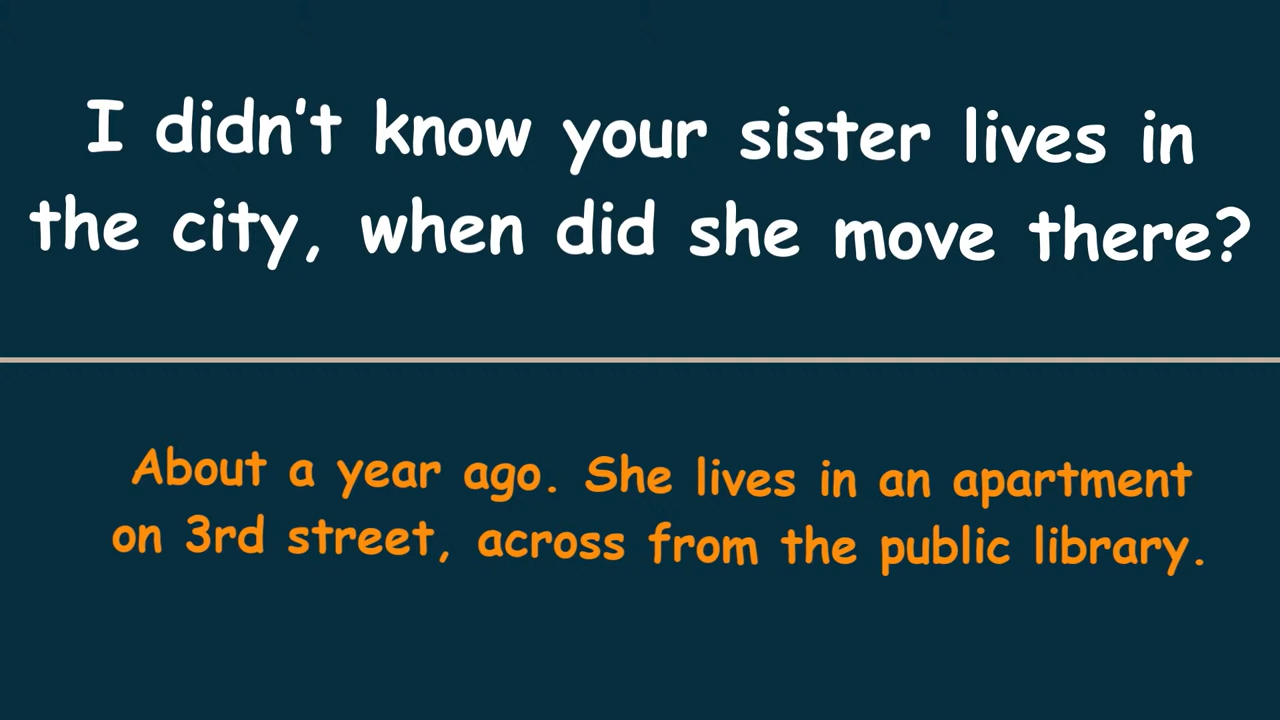 I didn't know your sister lives in
the city, when did she move there?
About a year ago. She lives in an apartment
on 3rd street, across from the public library.